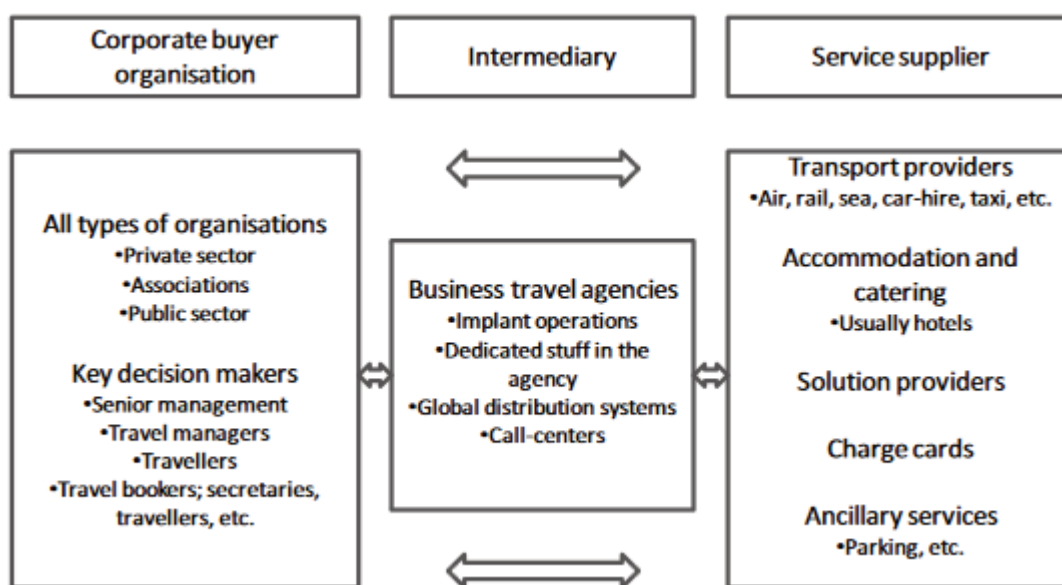 Corporate buyer
organisation
Intermediary
Service supplier
All types of organisations
•Private sector
•Associations
•Public sector
Key decision makers
•Senior management
•Travel managers
•Travellers
•Travel bookers; secretaries,
travellers, etc.
Business travel agencies
•Implant operations
•Dedicated stuff in the
agency
•Global distribution systems
•Call-centers
Transport providers
•Air, rail, sea, car-hire, taxi, etc.
Accommodation and
catering
•Usually hotels
Solution providers
Charge cards
Ancillary services
•Parking, etc.